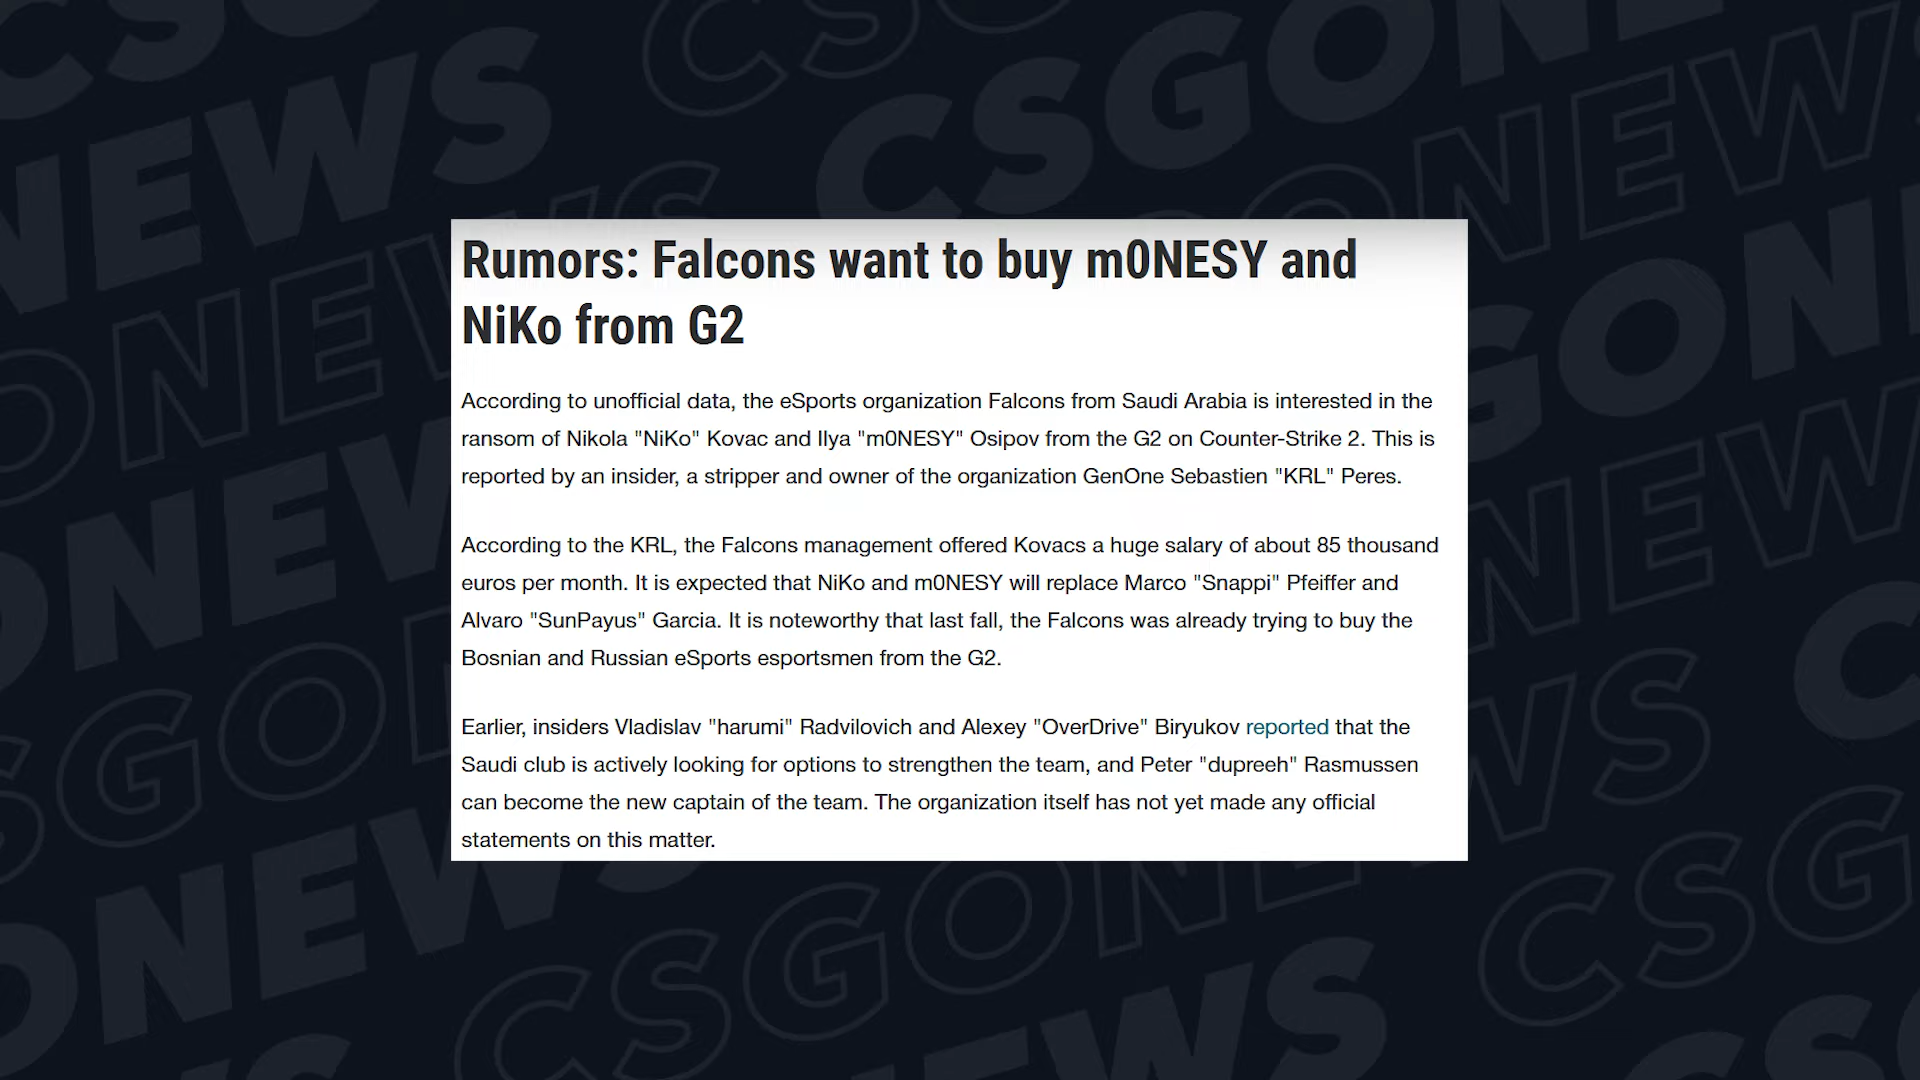 Rumors: Falcons want to buy m0NESY and
NiKo from G2
According to unofficial data, the eSports organization Falcons from Saudi Arabia is interested in the
ransom of Nikola "NiKo" Kovac and Ilya "m0NESY" Osipov from the G2 on Counter-Strike 2. This is
reported by an insider, a stripper and owner of the organization GenOne Sebastien "KRL" Peres.
According to the KRL, the Falcons management offered Kovacs a huge salary of about 85 thousand
euros per month. It is expected that NiKo and m0NESY will replace Marco "Snappi" Pfeiffer and
Alvaro "SunPayus" Garcia. It is noteworthy that last fall, the Falcons was already trying to buy the
Bosnian and Russian eSports esportsmen from the G2.
Earlier, insiders Vladislav "harumi" Radvilovich and Alexey "OverDrive" Biryukov reported that the
Saudi club is actively looking for options to strengthen the team, and Peter "dupreeh" Rasmussen
can become the new captain of the team. The organization itself has not yet made any official
statements on this matter.